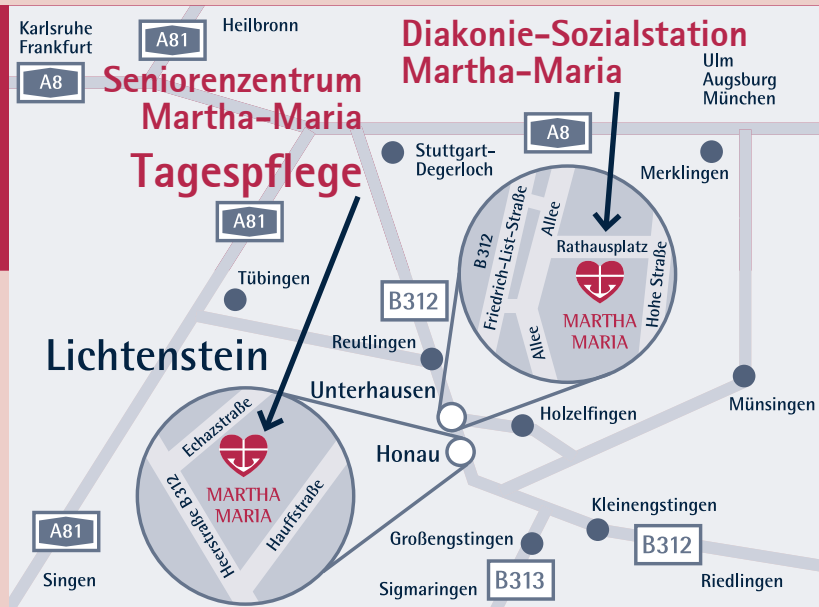 Karlsruhe
Frankfurt
A81
Heilbronn
Diakonie-Sozialstation
Martha-Maria
A8
Seniorenzentrum
Martha-Maria
Tagespflege
Ulm
Augsburg
München
A8
Stuttgart-
Degerloch
Merklingen
A81
B312
Friedrich-List-Straße
Allee
Rathausplatz
Hohe Straße
MARTHA
MARIA
Allee
Tübingen
B312
Reutlingen
Lichtenstein
Unterhausen
Münsingen
Holzelfingen
Honau
Echazstraße
MARTHA
MARIA
Heerstraße B312
Hauffstraße
A81
Singen
Kleinengstingen
Großengstingen
B312
Sigmaringen
B313
Riedlingen